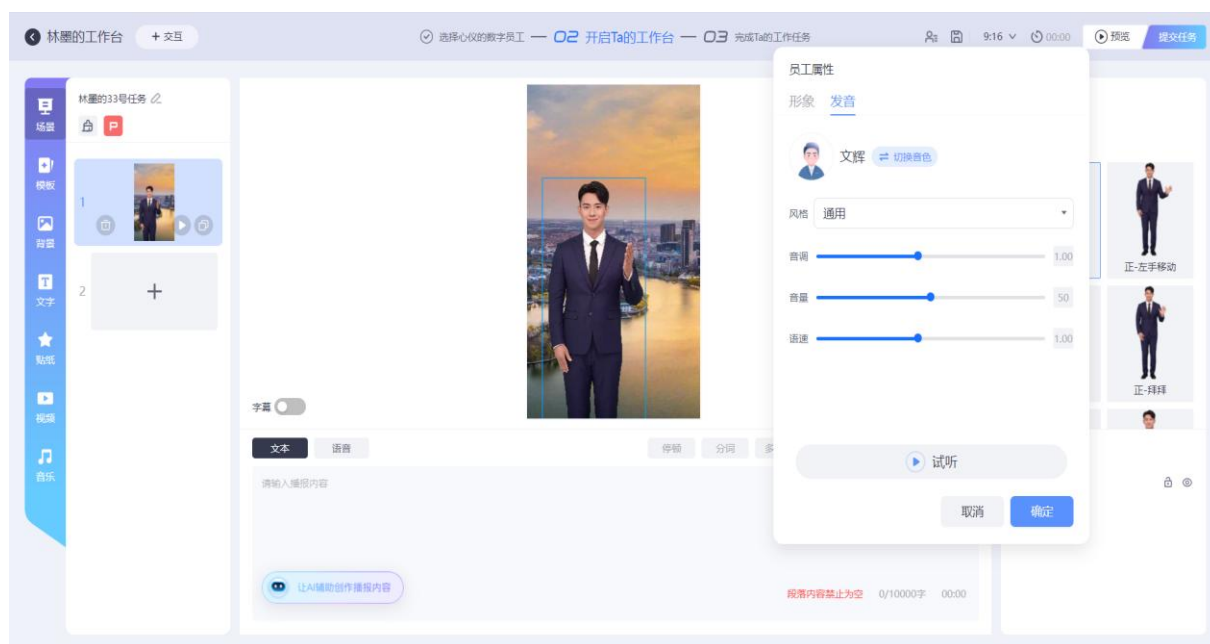 林墨的工作台 + 交互 选择心仪的数字员工 — 02 开启Ta的工作台 — 03 完成Ta的工作任务 9:16 00:00 预览 提交任务
员工属性
形象 发音
场景
模板
背景
文字
贴纸
视频
音乐
林墨的33号任务
P
1
2
+
字幕
文辉 切换音色
风格 通用
音调 1.00
音量 50
语速 1.00
试听
取消 确定
正-左手移动
正-拜拜
文本 语音 停顿 分词 多
请输入播报内容
让AI辅助创作播报内容
段落内容禁止为空 0/10000字 00:00